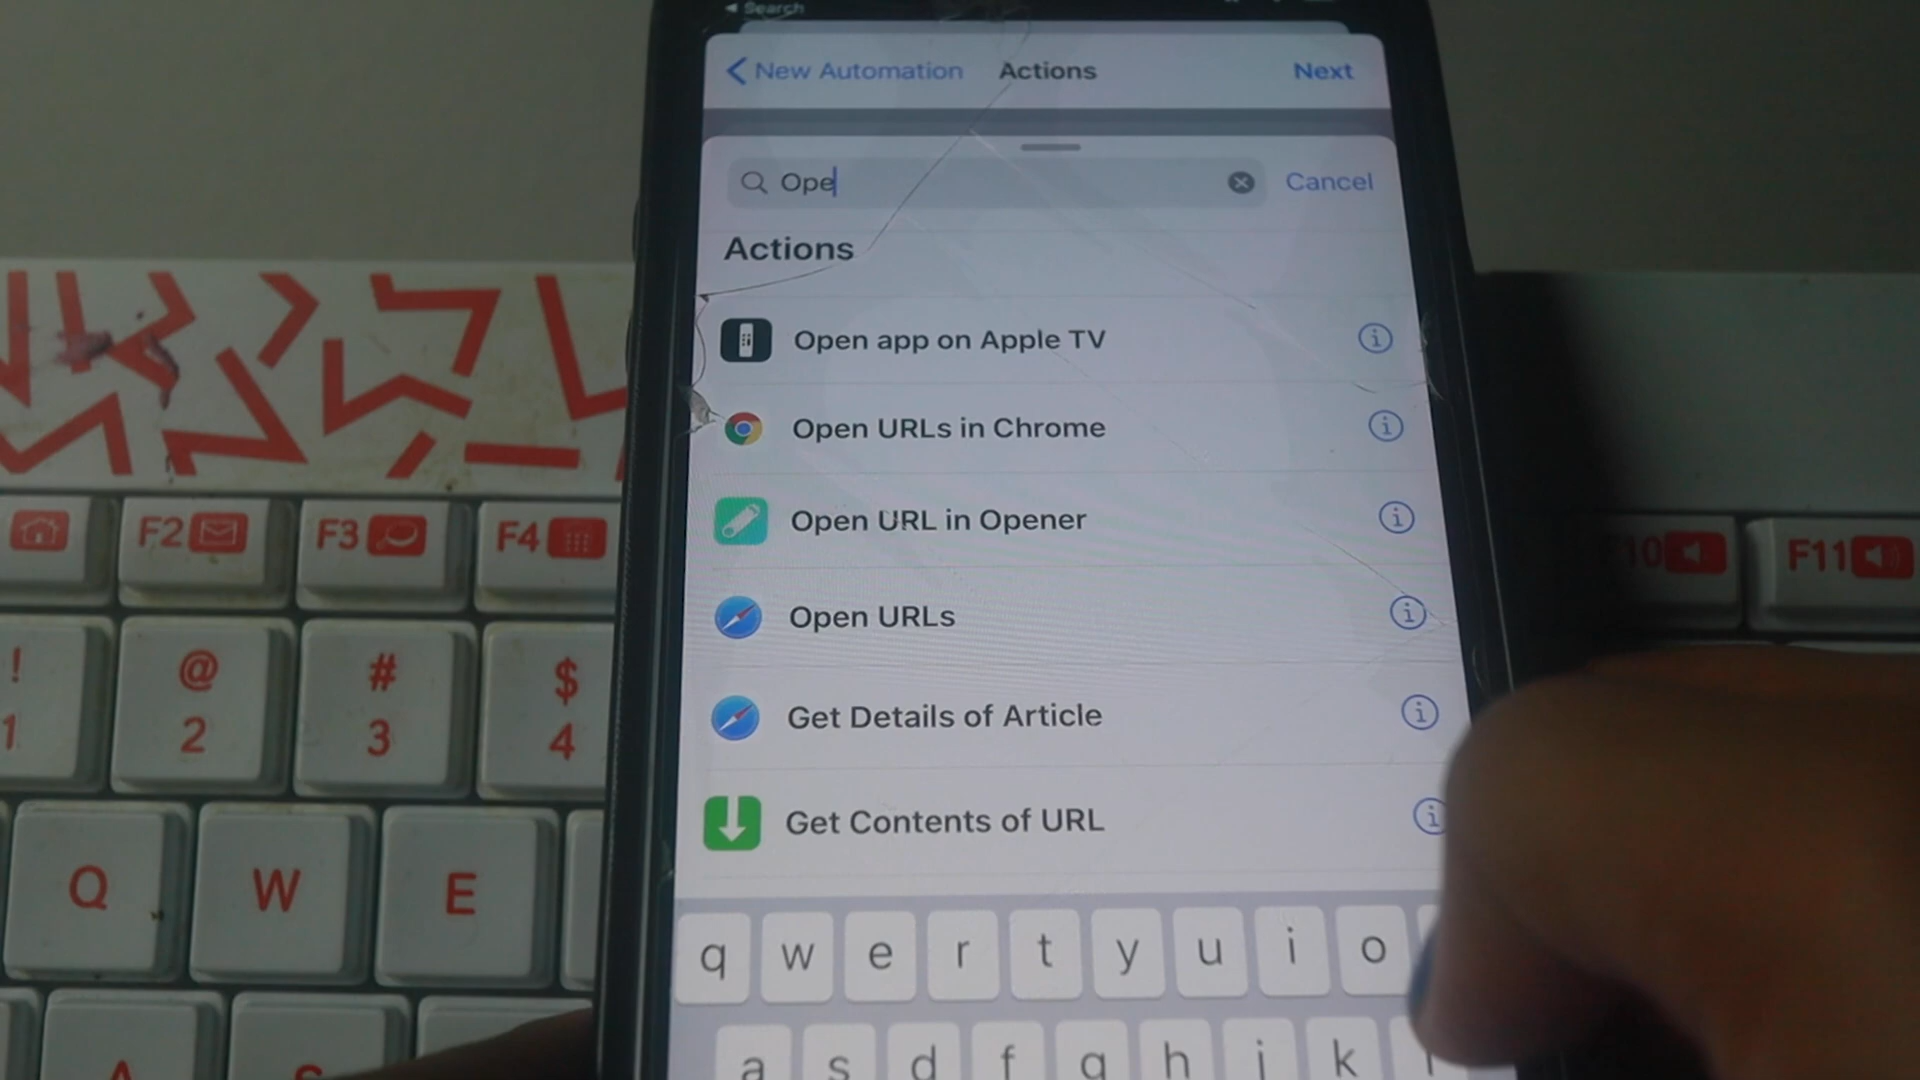 Search
New Automation Actions Next
Ope Cancel
Actions
Open app on Apple TV
Open URLs in Chrome
Open URL in Opener
Open URLs
Get Details of Article
Get Contents of URL
q w e r t y u i o
a s d f g h j k
F2 F3 F4
F11
! @ # $
1 2 3 4
Q W E
A S